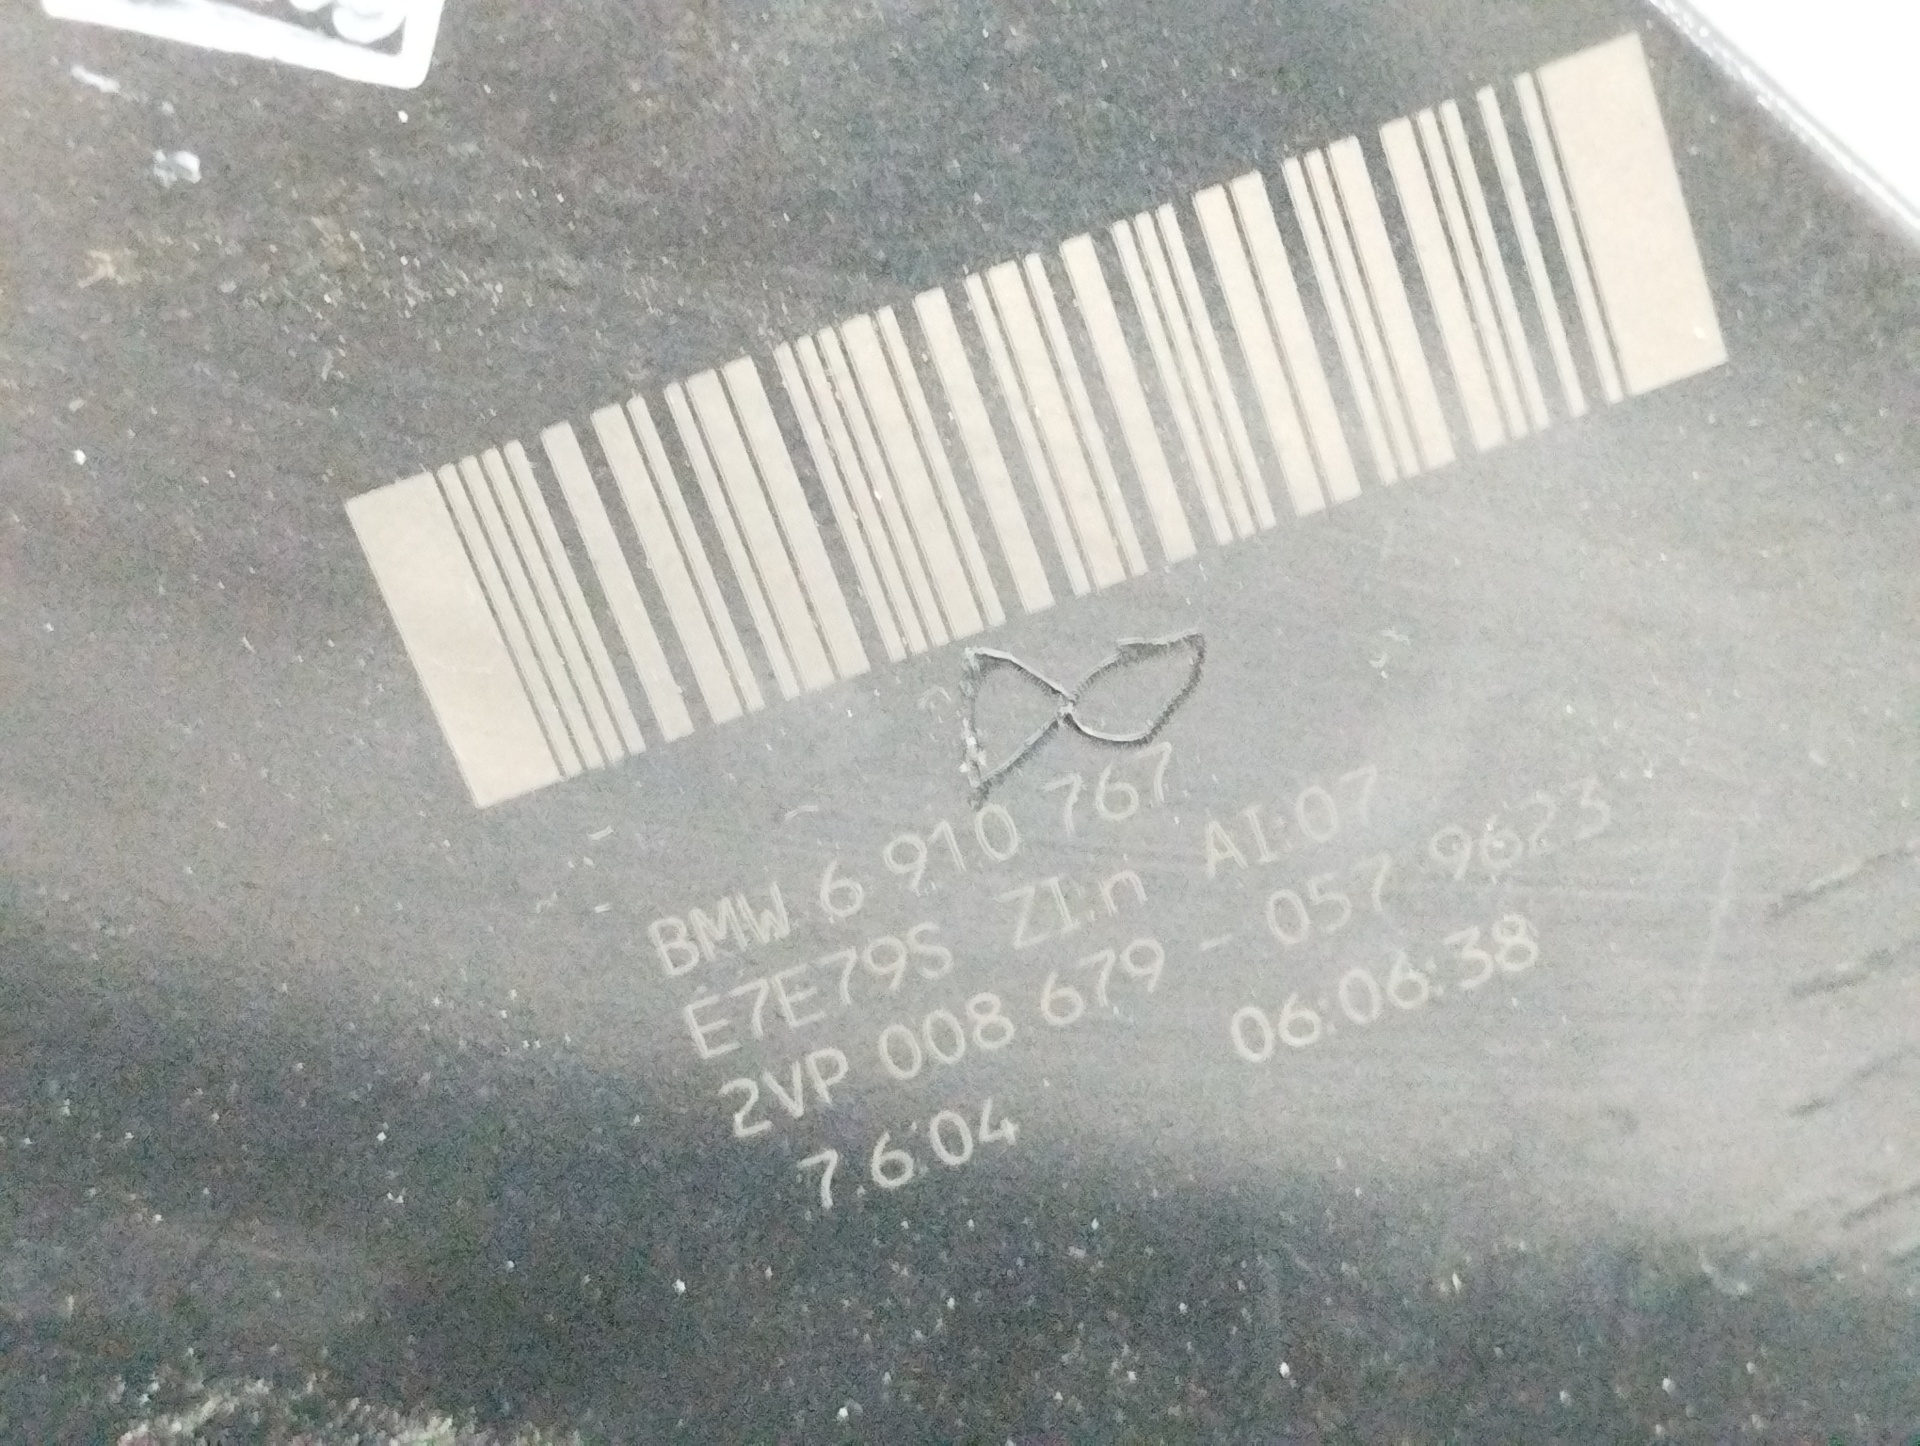 BMW 6 910 767
E7E79S ZI:n AI:07
2VP 008 679 - 057 9623
7.6.04 06:06:38